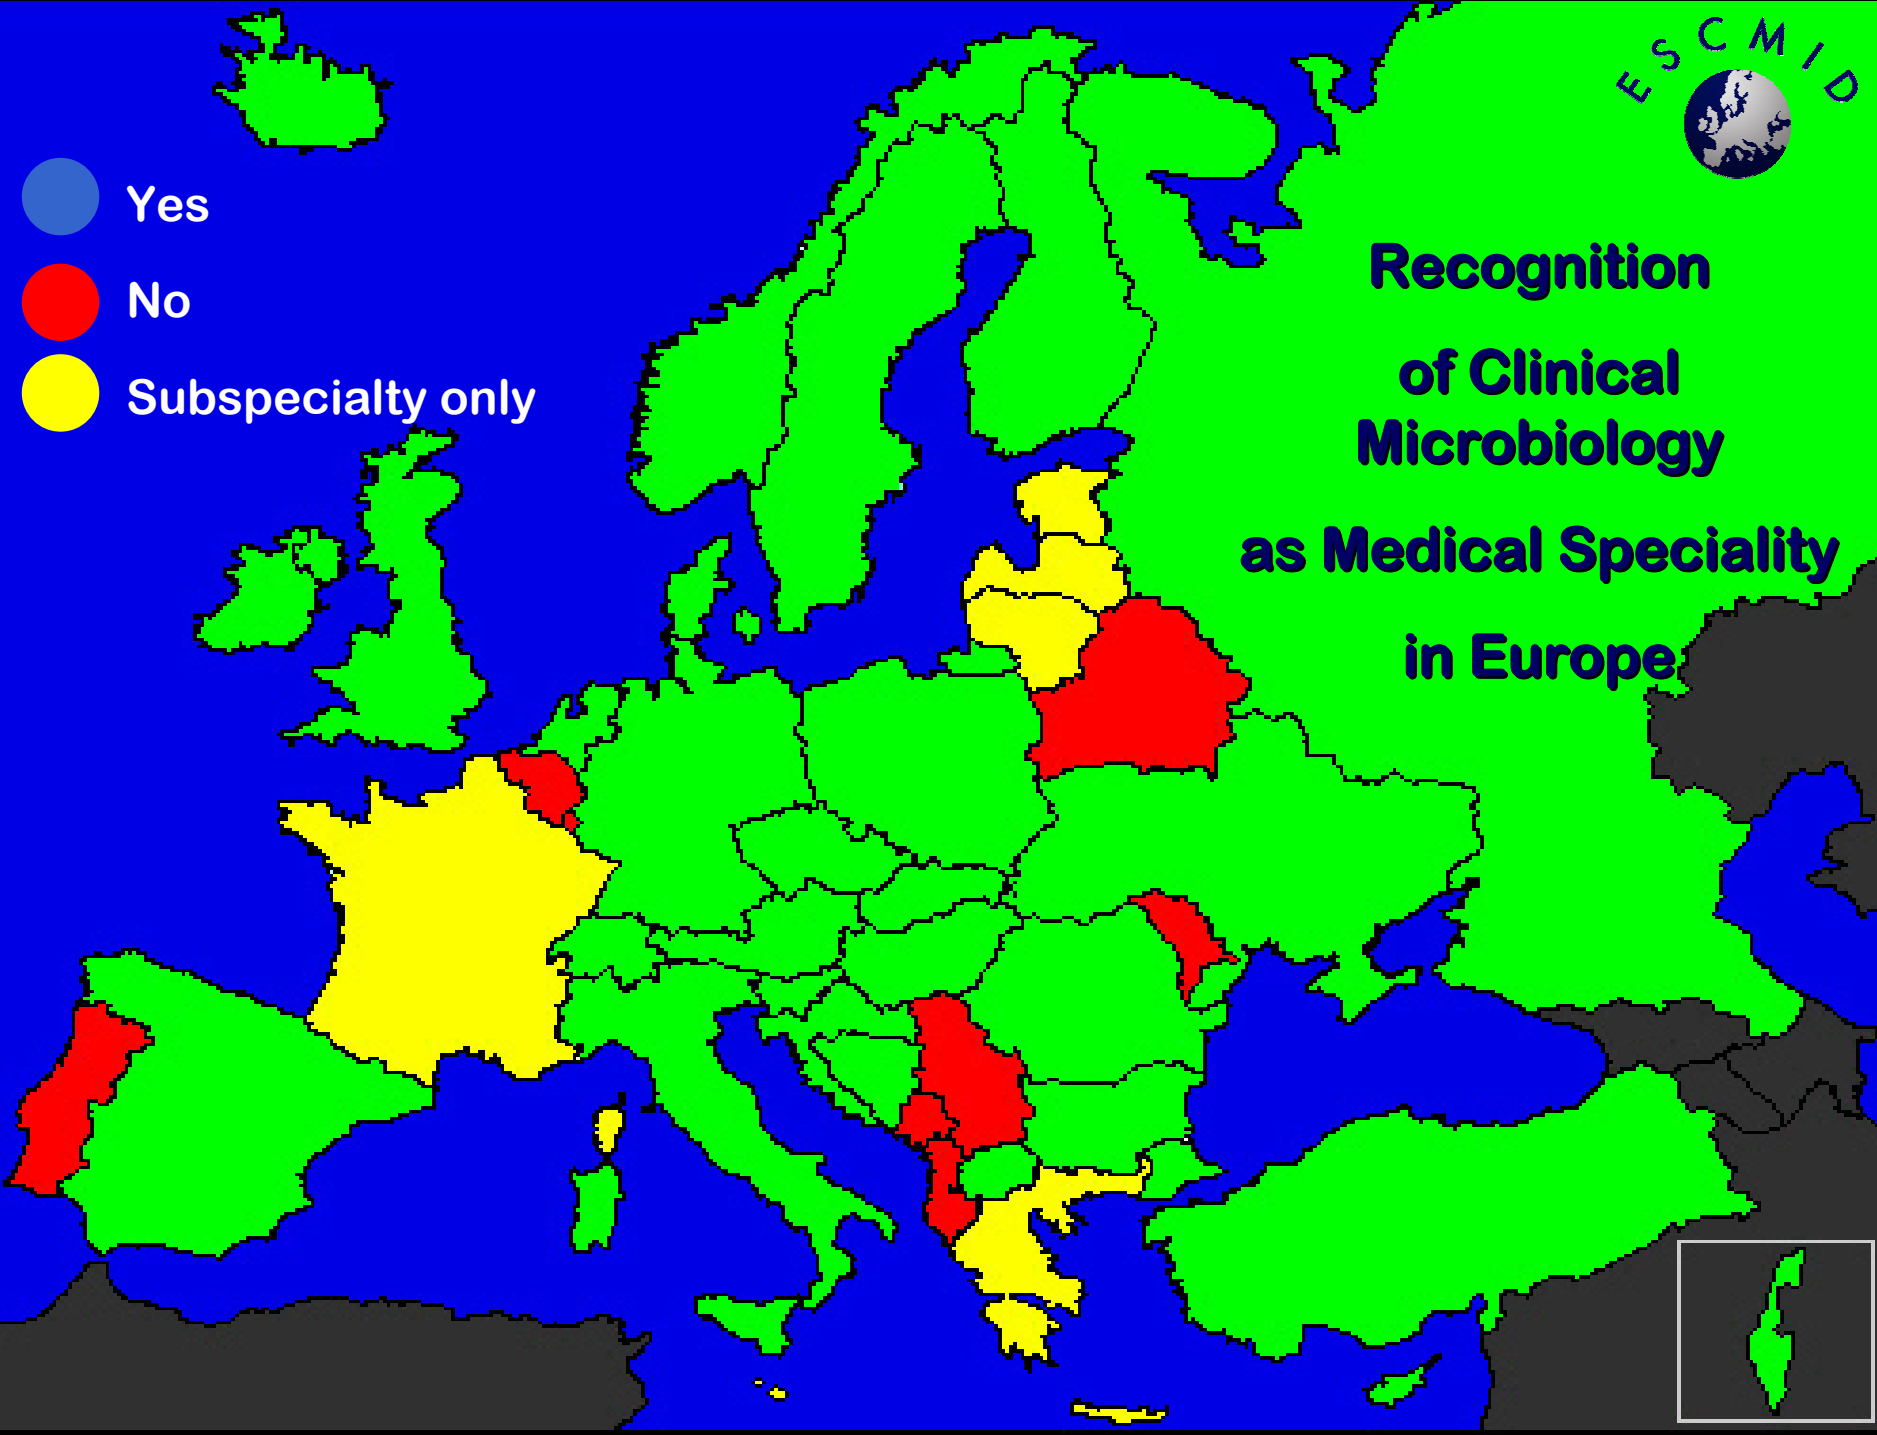 ESCMID
Yes
No
Subspecialty only
Recognition
of Clinical
Microbiology
as Medical Speciality
in Europe